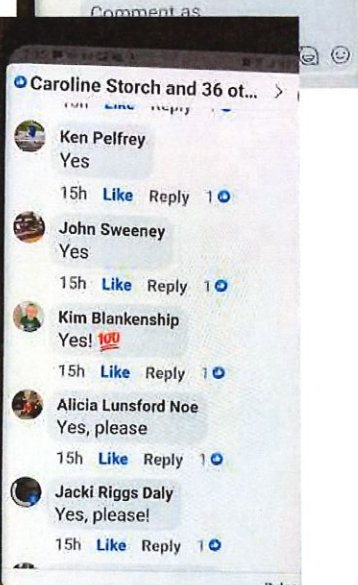 Comment as
Caroline Storch and 36 ot... >
Like Reply
Ken Pelfrey
Yes
15h Like Reply 1
John Sweeney
Yes
15h Like Reply 1
Kim Blankenship
Yes! 💯
15h Like Reply 1
Alicia Lunsford Noe
Yes, please
15h Like Reply 1
Jacki Riggs Daly
Yes, please!
15h Like Reply 1